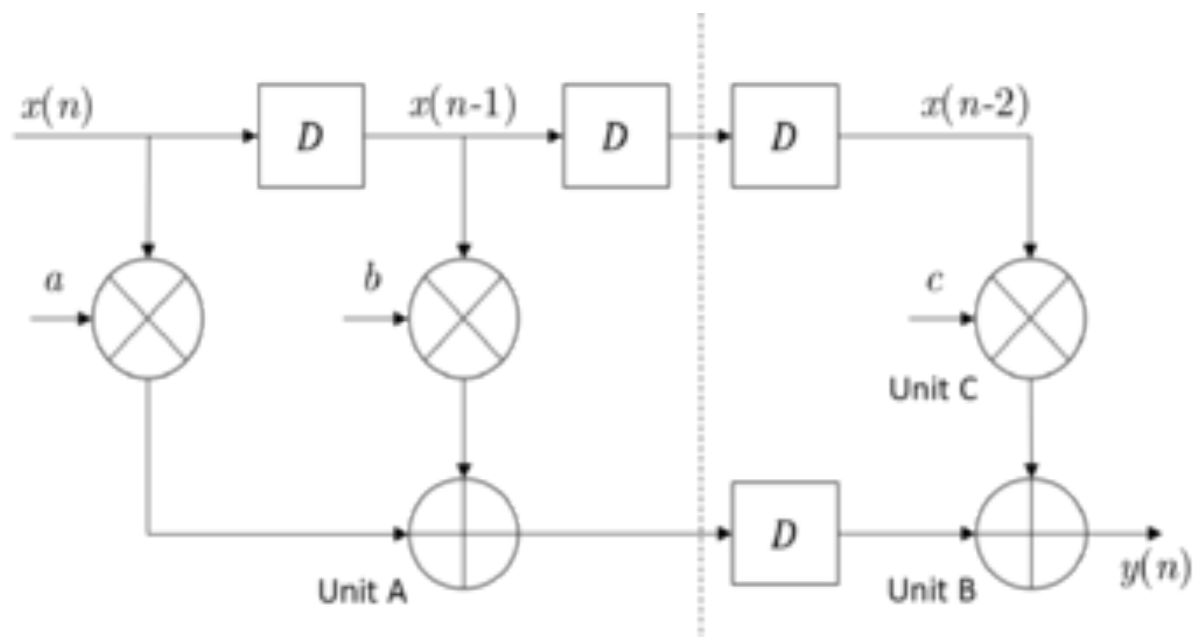 x(n)
D
x(n-1)
D
D
x(n-2)
a
b
c
Unit C
D
Unit A
Unit B
y(n)